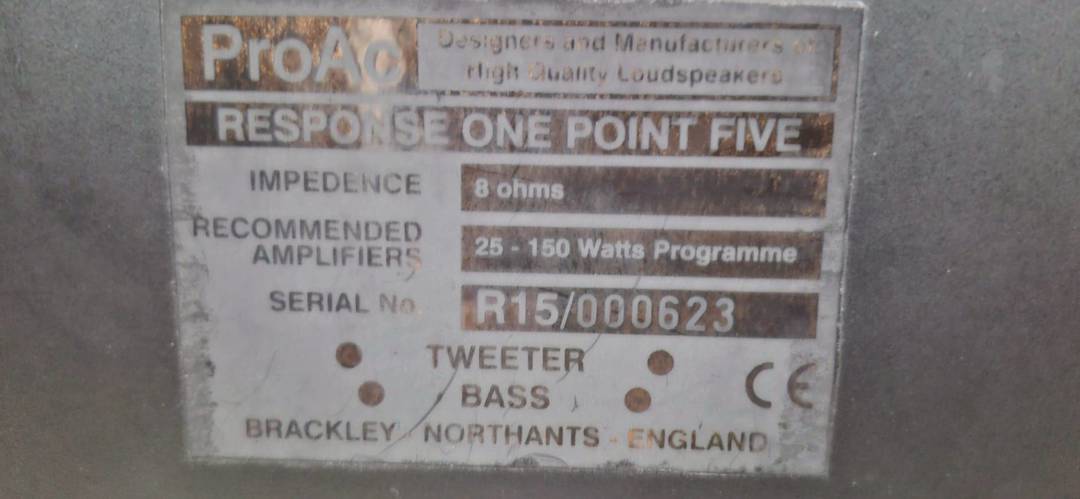 ProAc
Designers and Manufacturers of
High Quality Loudspeakers
RESPONSE ONE POINT FIVE
IMPEDENCE 8 ohms
RECOMMENDED
AMPLIFIERS 25 - 150 Watts Programme
SERIAL No. R15/000623
TWEETER
BASS
CE
BRACKLEY - NORTHANTS - ENGLAND